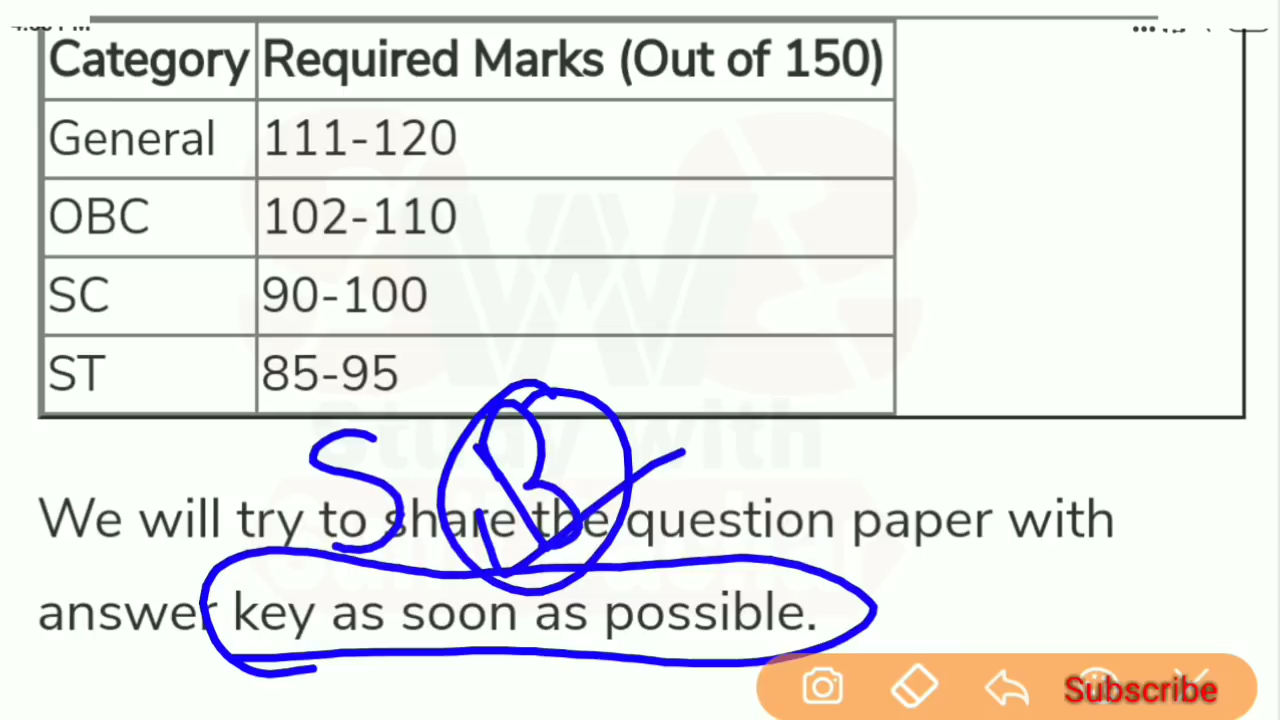 Category Required Marks (Out of 150)
General 111-120
OBC 102-110
SC 90-100
ST 85-95
S B
We will try to share the question paper with
answer key as soon as possible.
Subscribe